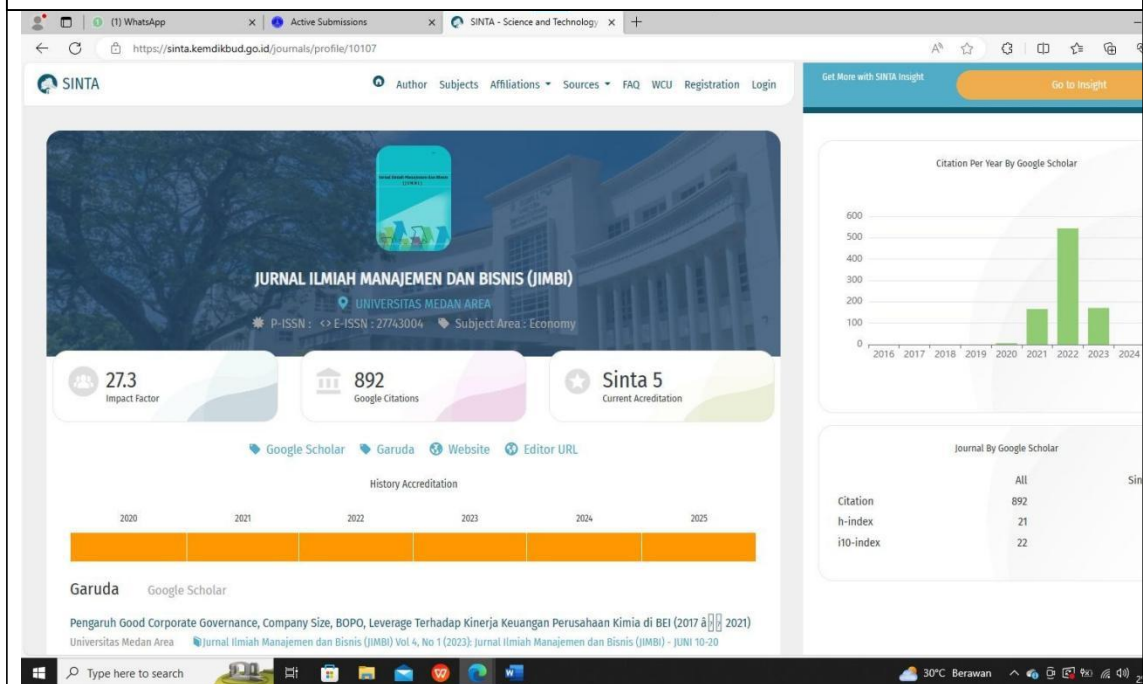 (1) WhatsApp
Active Submissions
SINTA - Science and Technology
https://sinta.kemdikbud.go.id/journals/profile/10107
SINTA
Author Subjects Affiliations Sources FAQ WCU Registration Login
Get More with SINTA Insight
Go to Insight
JURNAL ILMIAH MANAJEMEN DAN BISNIS (JIMBI)
UNIVERSITAS MEDAN AREA
P-ISSN : <> E-ISSN : 27743004 Subject Area : Economy
27.3
Impact Factor
892
Google Citations
Sinta 5
Current Acreditation
Google Scholar Garuda Website Editor URL
History Accreditation
2020 2021 2022 2023 2024 2025
Garuda Google Scholar
Pengaruh Good Corporate Governance, Company Size, BOPO, Leverage Terhadap Kinerja Keuangan Perusahaan Kimia di BEI (2017 â 2021)
Universitas Medan Area Jurnal Ilmiah Manajemen dan Bisnis (JIMBI) Vol 4, No 1 (2023): Jurnal Ilmiah Manajemen dan Bisnis (JIMBI) - JUNI 10-20
Citation Per Year By Google Scholar
600
500
400
300
200
100
0
2016 2017 2018 2019 2020 2021 2022 2023 2024
Journal By Google Scholar
All Sin
Citation 892
h-index 21
i10-index 22
Type here to search
30°C Berawan